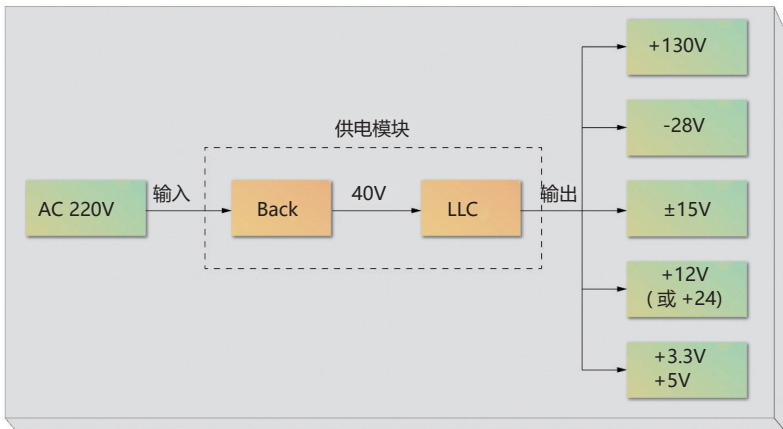 供电模块
AC 220V
输入
Back
40V
LLC
输出
+130V
-28V
±15V
+12V
(或 +24)
+3.3V
+5V